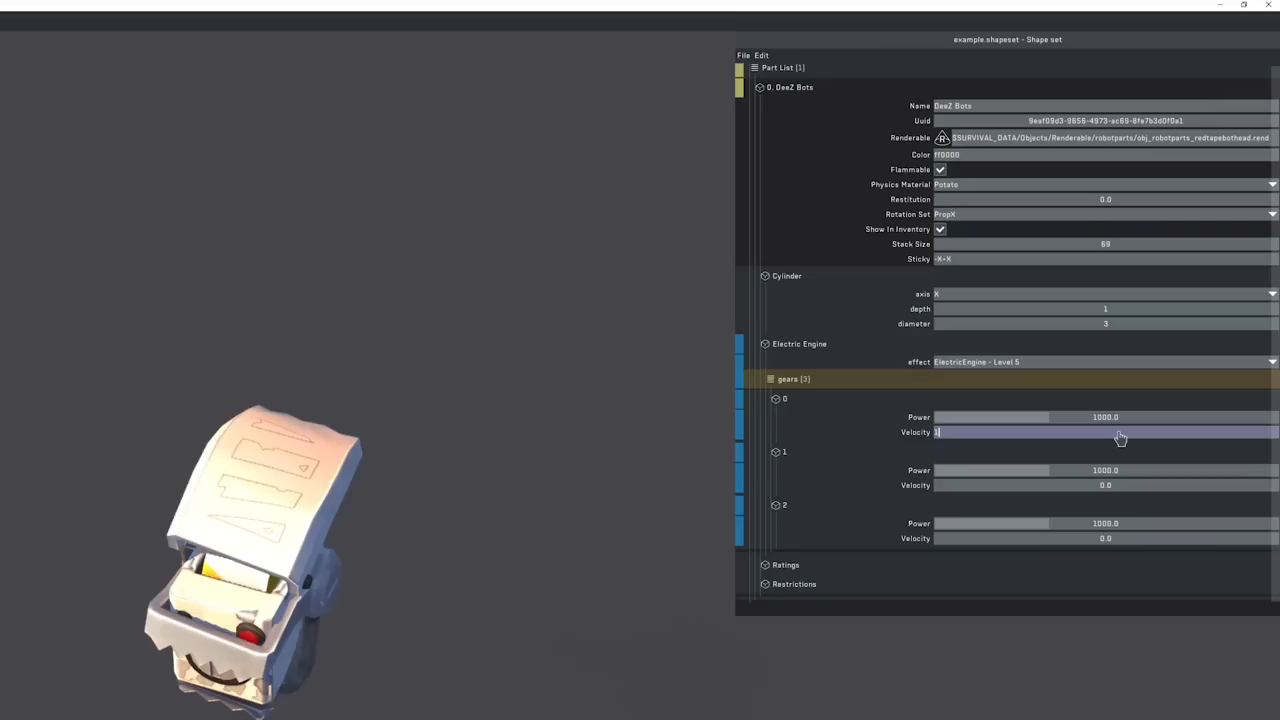 example.shapeset - Shape set
File Edit
Part List [1]
0. DeeZ Bots
Name DeeZ Bots
Uuid 9eaf09d3-9656-4973-ac69-8fe7b3d0f0a1
Renderable R $SURVIVAL_DATA/Objects/Renderable/robotparts/obj_robotparts_redtapebothead.rend
Color ff0000
Flammable
Physics Material Potato
Restitution 0.0
Rotation Set PropX
Show In Inventory
Stack Size 69
Sticky -X+X
Cylinder
axis X
depth 1
diameter 3
Electric Engine
effect ElectricEngine - Level 5
gears [3]
0
Power 1000.0
Velocity 1
1
Power 1000.0
Velocity 0.0
2
Power 1000.0
Velocity 0.0
Ratings
Restrictions